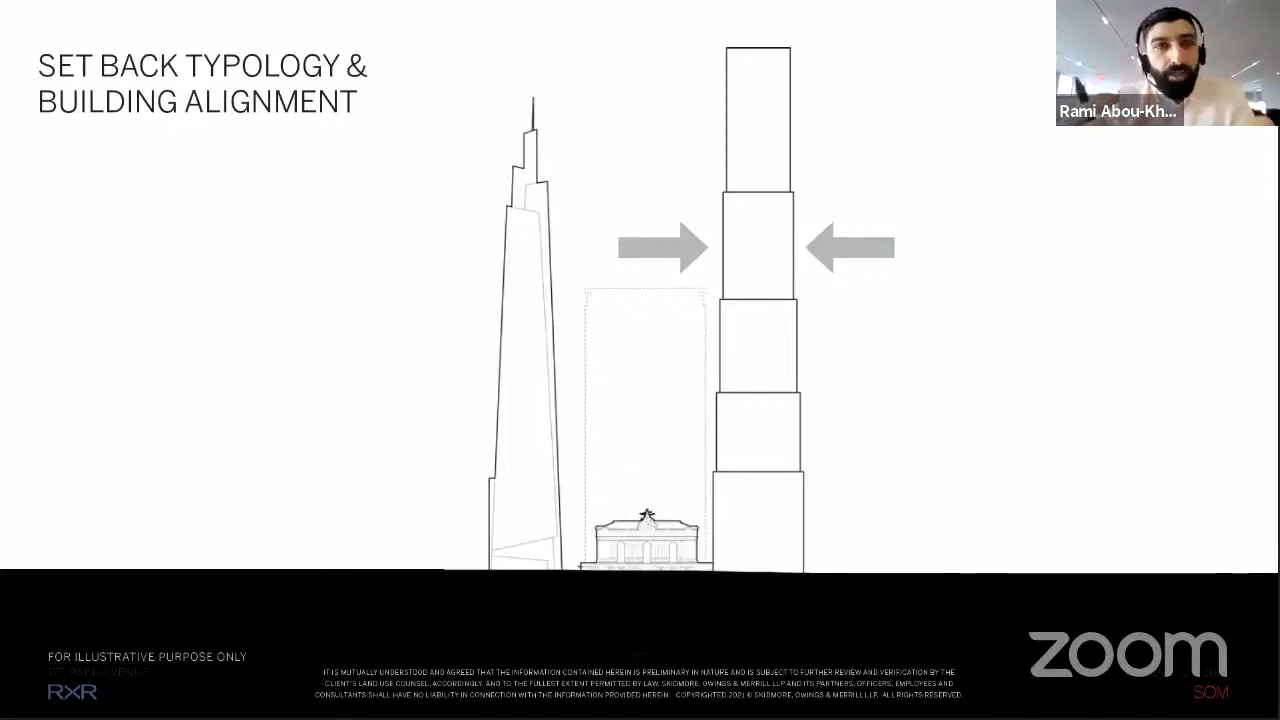 SET BACK TYPOLOGY &
BUILDING ALIGNMENT
Rami Abou-Kh...
FOR ILLUSTRATIVE PURPOSE ONLY
RXR
IT IS MUTUALLY UNDERSTOOD AND AGREED THAT THE INFORMATION CONTAINED HEREIN IS PRELIMINARY IN NATURE AND IS SUBJECT TO FURTHER REVIEW AND VERIFICATION BY THE
CLIENT'S LAND USE COUNSEL, ACCORDINGLY, AND TO THE FULLEST EXTENT PERMITTED BY LAW, SKIDMORE, OWINGS & MERRILL LLP AND ITS PARTNERS, OFFICERS, EMPLOYEES AND
CONSULTANTS SHALL HAVE NO LIABILITY IN CONNECTION WITH THE INFORMATION PROVIDED HEREIN. COPYRIGHTED 2021 © SKIDMORE, OWINGS & MERRILL LLP. ALL RIGHTS RESERVED.
zoom
SOM